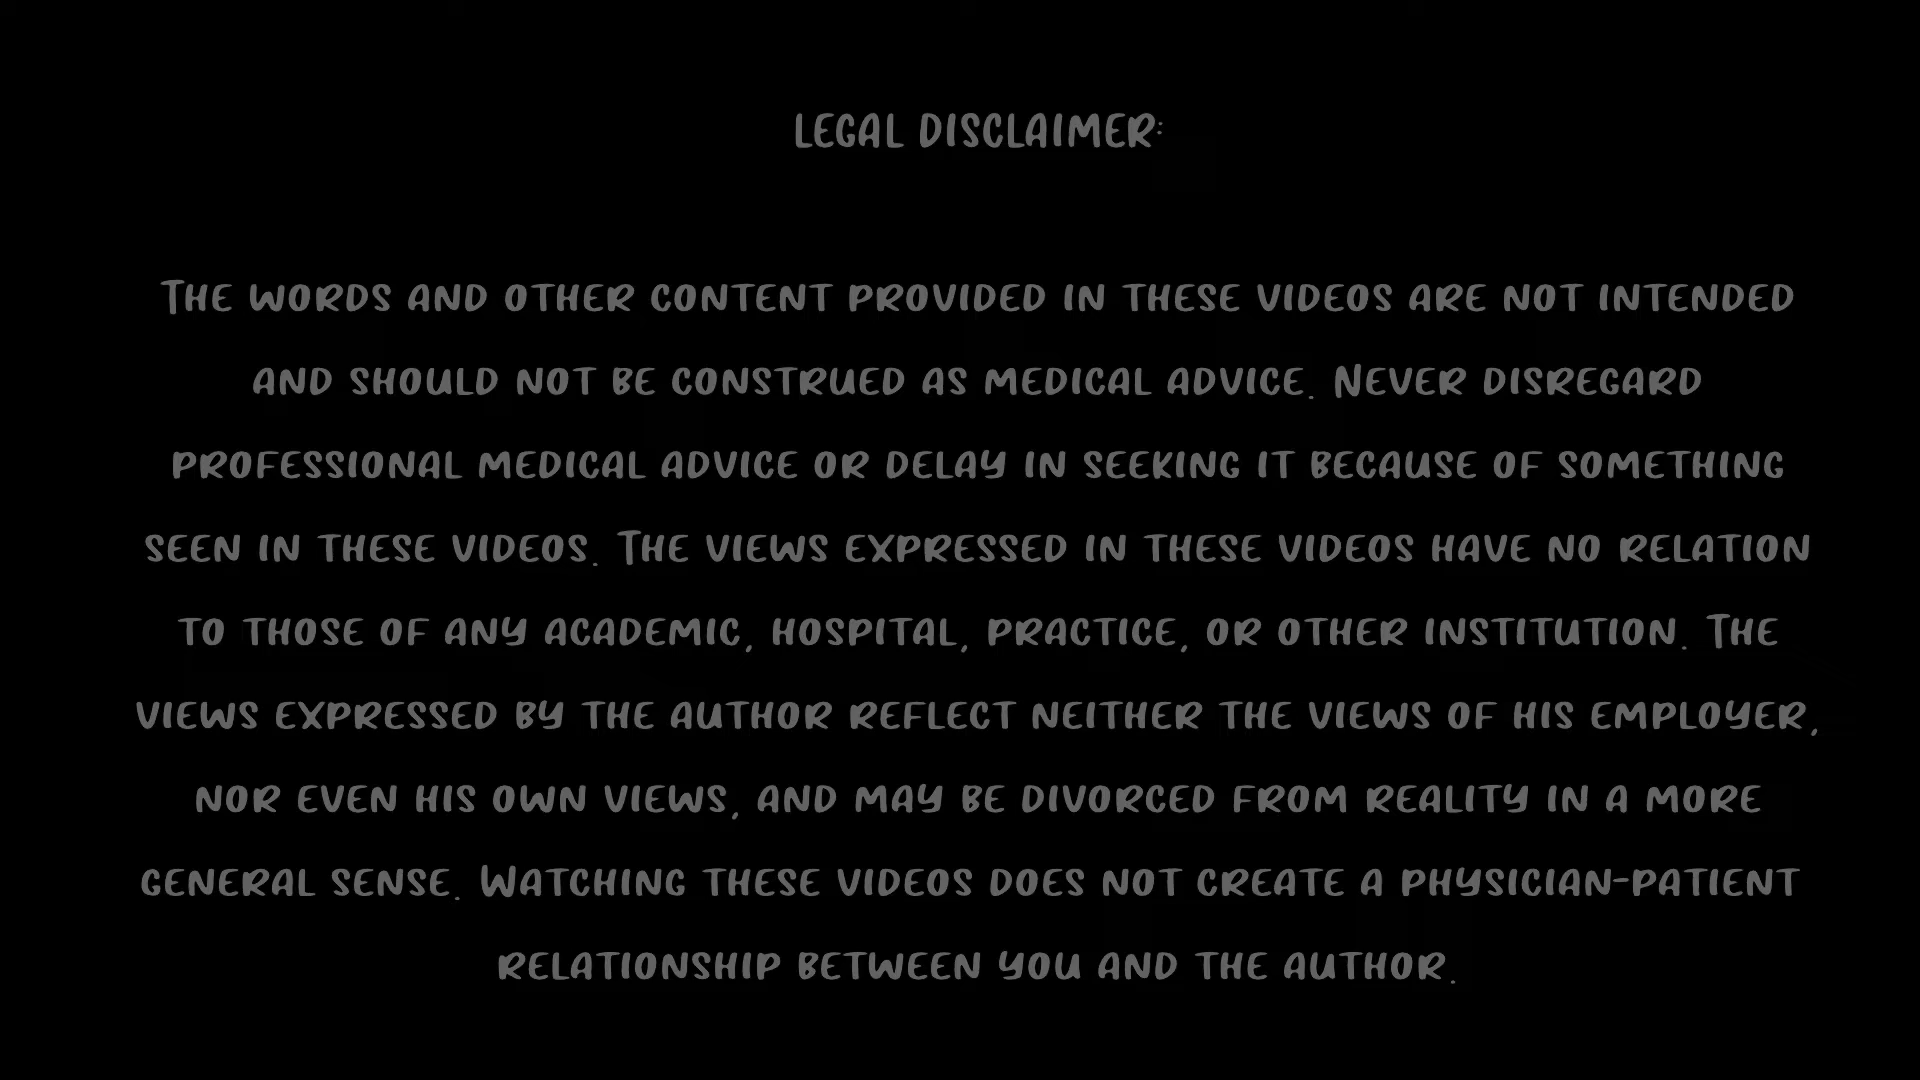 LEGAL DISCLAIMER:
The words and other content provided in these videos are not intended
and should not be construed as medical advice. Never disregard
professional medical advice or delay in seeking it because of something
seen in these videos. The views expressed in these videos have no relation
to those of any academic, hospital, practice, or other institution. The
views expressed by the author reflect neither the views of his employer,
nor even his own views, and may be divorced from reality in a more
general sense. Watching these videos does not create a physician-patient
relationship between you and the author.